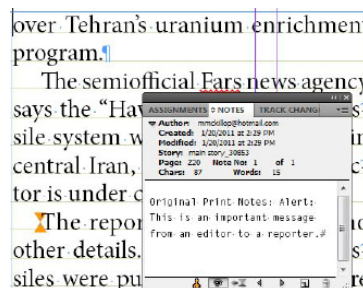 over Tehran's uranium enrichment
program.¶
The semiofficial Fars news agency
says the "Hav
sile system w
central Iran,
tor is under c
The repor
other details.
siles were pu
ASSIGNMENTS NOTES TRACK CHANGE
Author: mmckillop@hotmail.com
Created: 1/20/2011 at 2:29 PM
Modified: 1/20/2011 at 2:29 PM
Story: main story_30853
Page: 220 Note No: 1 of 1
Chars: 87 Words: 15
Original Print Notes: Alert:
This is an important message
from an editor to a reporter.#